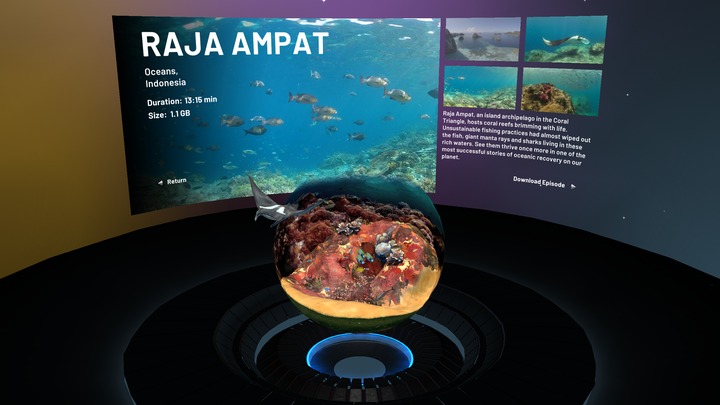 RAJA AMPAT
Oceans,
Indonesia
Duration: 13:15 min
Size: 1.1 GB
Return
Raja Ampat, an island archipelago in the Coral
Triangle, hosts coral reefs brimming with life.
Unsustainable fishing practices had almost wiped out
the fish, giant manta rays and sharks living in these
rich waters. See them thrive once more in one of the
most successful stories of oceanic recovery on our
planet.
Download Episode